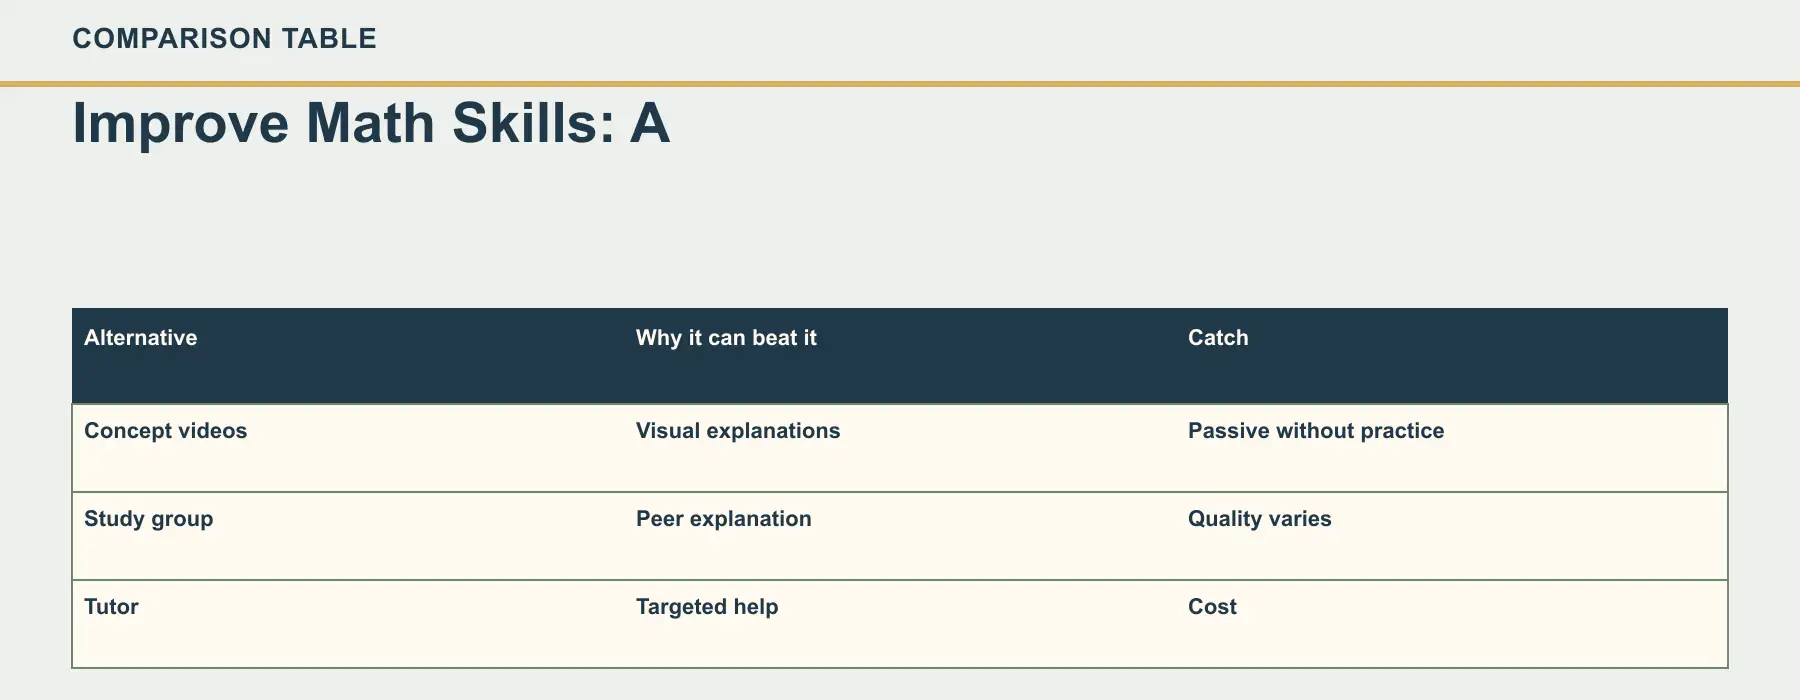 COMPARISON TABLE
Improve Math Skills: A
Alternative Why it can beat it Catch
Concept videos Visual explanations Passive without practice
Study group Peer explanation Quality varies
Tutor Targeted help Cost